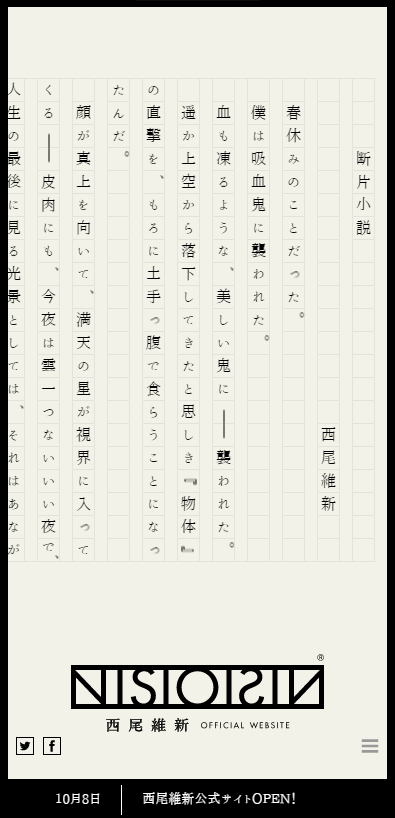 断片小説
西尾維新
春休みのことだった。
僕は吸血鬼に襲われた。
血も凍るような、美しい鬼に――襲われた。
遥か上空から落下してきたと思しき『物体』
の直撃を、もろに土手っ腹で食らうことになっ
たんだ。
顔が真上を向いて、満天の星が視界に入って
くる――皮肉にも、今夜は雲一つないいいい夜で、
人生の最後に見る光景としては、それはあなが
NISIOISIN®
西尾維新 OFFICIAL WEBSITE
10月8日 西尾維新公式サイトOPEN!